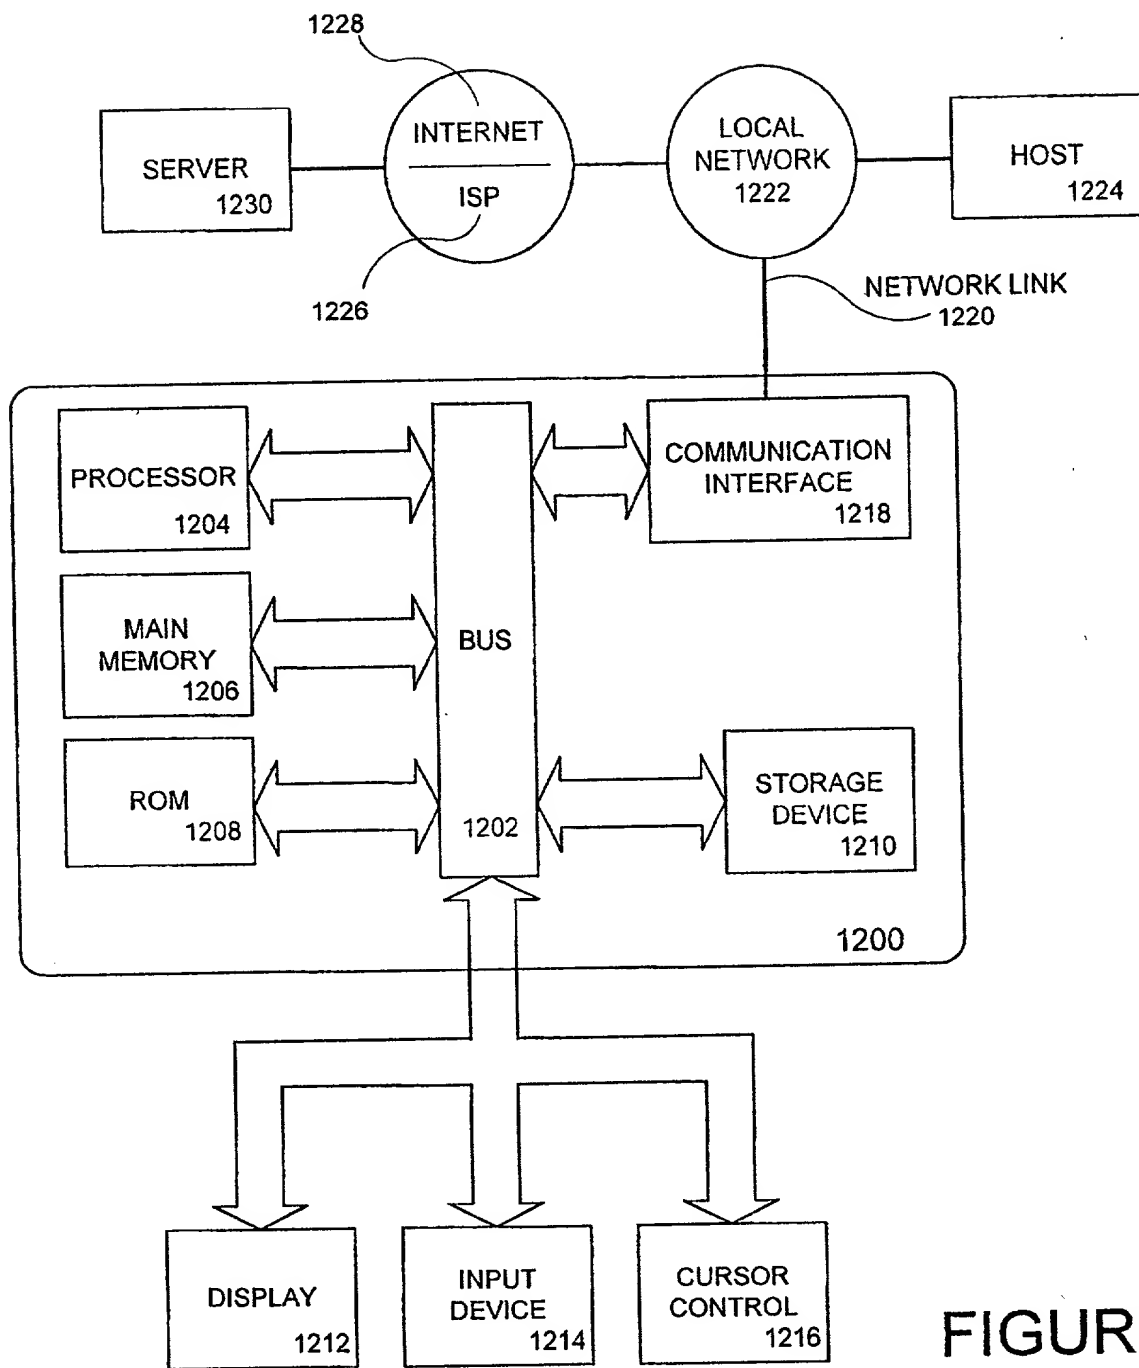 1228
SERVER
1230
INTERNET
ISP
1226
LOCAL
NETWORK
1222
HOST
1224
NETWORK LINK
1220
PROCESSOR
1204
MAIN
MEMORY
1206
ROM
1208
BUS
1202
COMMUNICATION
INTERFACE
1218
STORAGE
DEVICE
1210
1200
DISPLAY
1212
INPUT
DEVICE
1214
CURSOR
CONTROL
1216
FIGUR